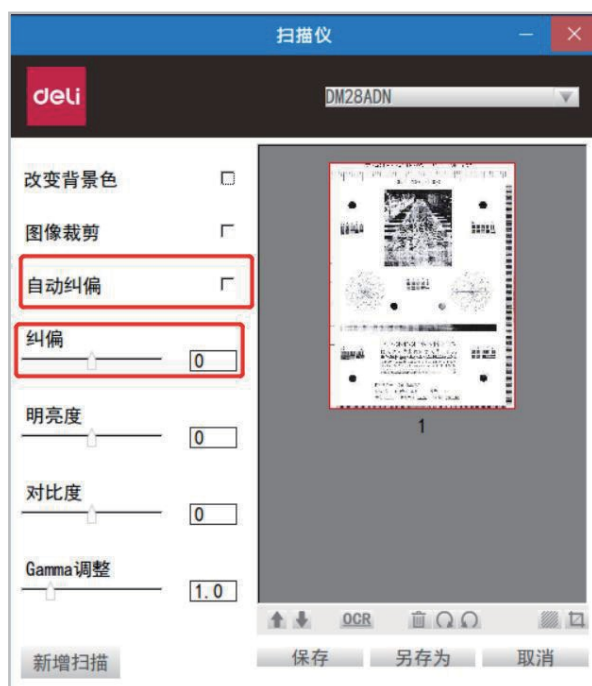 扫描仪
deli
DM28ADN
改变背景色
图像裁剪
自动纠偏
纠偏
0
明亮度
0
对比度
0
Gamma调整
1.0
1
OCR
新增扫描
保存
另存为
取消